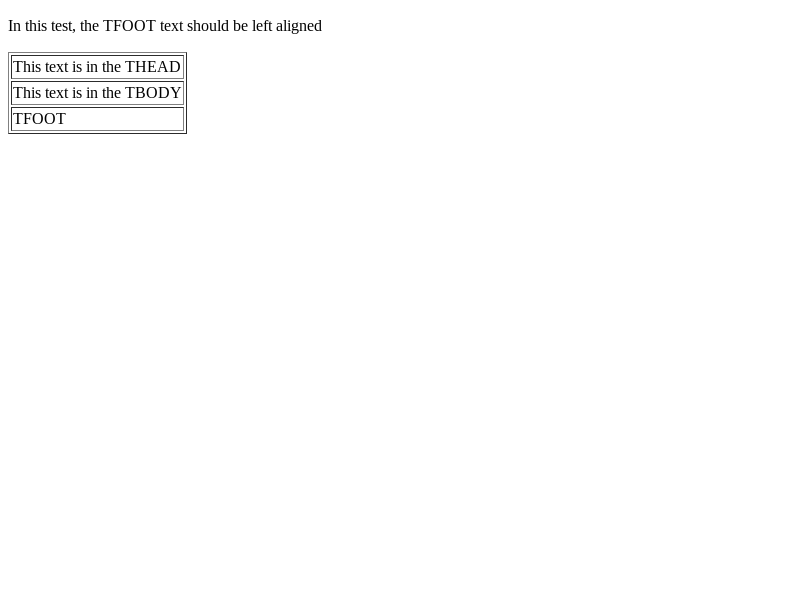 In this test, the TFOOT text should be left aligned
This text is in the THEAD
This text is in the TBODY
TFOOT